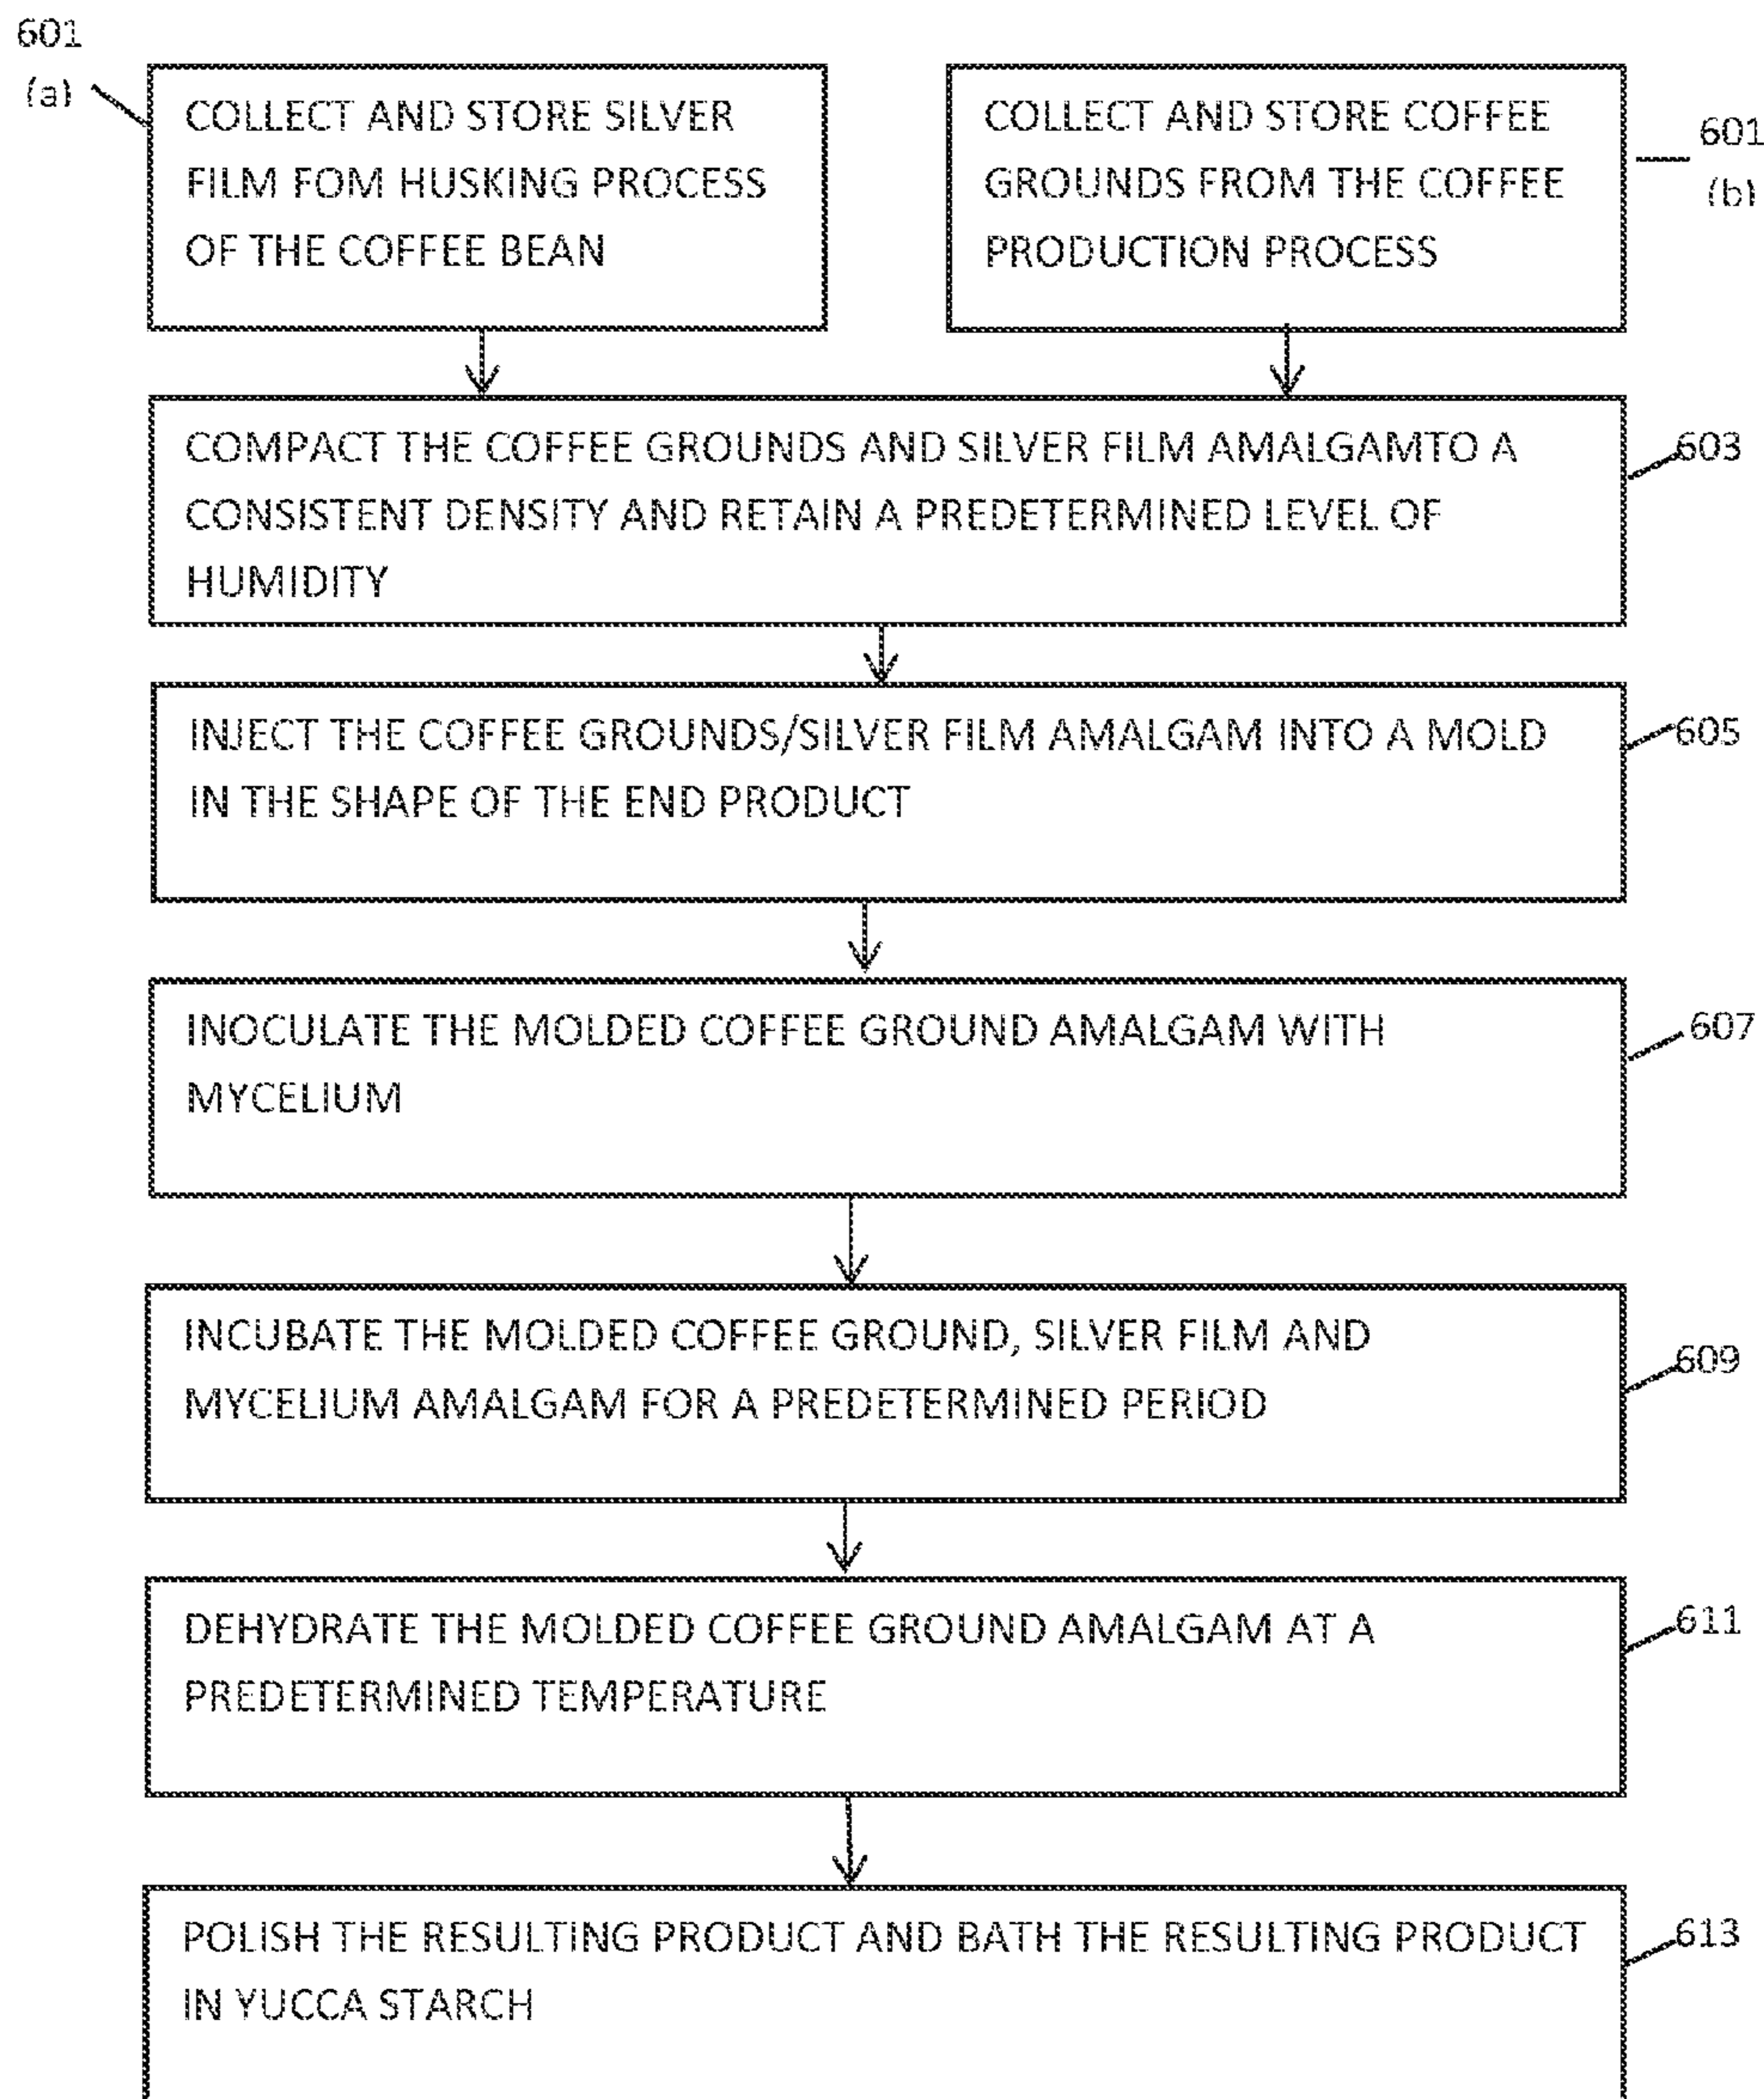 601
(a)
COLLECT AND STORE SILVER
FILM FOM HUSKING PROCESS
OF THE COFFEE BEAN
COLLECT AND STORE COFFEE
GROUNDS FROM THE COFFEE
PRODUCTION PROCESS
601
(b)
COMPACT THE COFFEE GROUNDS AND SILVER FILM AMALGAMTO A
CONSISTENT DENSITY AND RETAIN A PREDETERMINED LEVEL OF
HUMIDITY
603
INJECT THE COFFEE GROUNDS/SILVER FILM AMALGAM INTO A MOLD
IN THE SHAPE OF THE END PRODUCT
605
INOCULATE THE MOLDED COFFEE GROUND AMALGAM WITH
MYCELIUM
607
INCUBATE THE MOLDED COFFEE GROUND, SILVER FILM AND
MYCELIUM AMALGAM FOR A PREDETERMINED PERIOD
609
DEHYDRATE THE MOLDED COFFEE GROUND AMALGAM AT A
PREDETERMINED TEMPERATURE
611
POLISH THE RESULTING PRODUCT AND BATH THE RESULTING PRODUCT
IN YUCCA STARCH
613